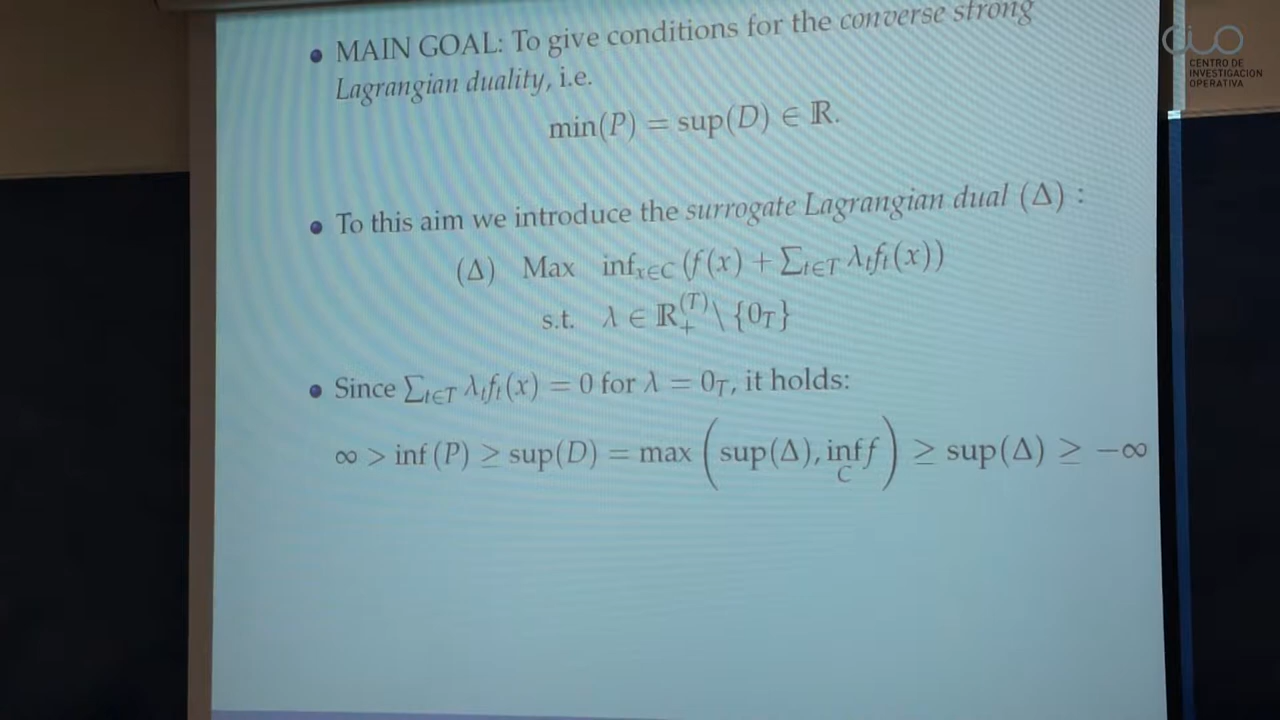 • MAIN GOAL: To give conditions for the converse strong
Lagrangian duality, i.e.
min(P) = sup(D) ∈ ℝ.
• To this aim we introduce the surrogate Lagrangian dual (Δ) :
(Δ) Max inf_{x∈C} (f(x) + ∑_{t∈T} λ_t f_t(x))
s.t. λ ∈ ℝ_+^{(T)} \ {0_T}
• Since ∑_{t∈T} λ_t f_t(x) = 0 for λ = 0_T, it holds:
∞ > inf(P) ≥ sup(D) = max (sup(Δ), inf_C f) ≥ sup(Δ) ≥ −∞
CIO
CENTRO DE
INVESTIGACION
OPERATIVA